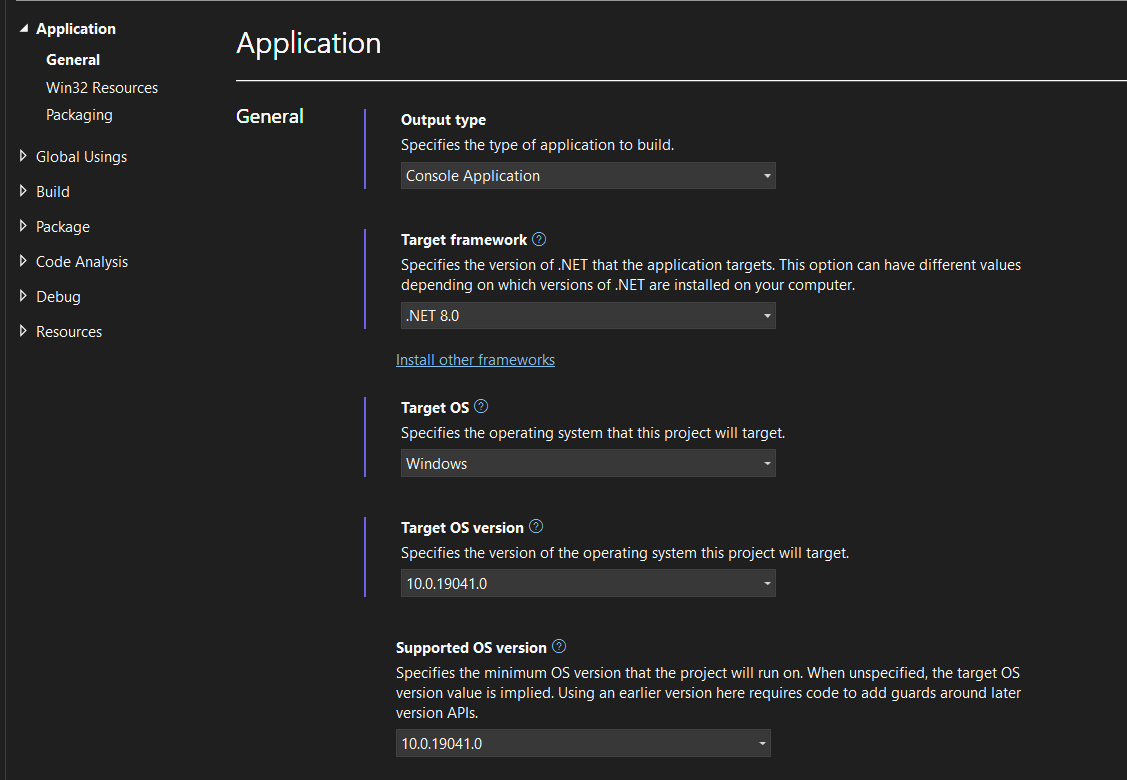 Application
General
Win32 Resources
Packaging
Global Usings
Build
Package
Code Analysis
Debug
Resources
Application
General
Output type
Specifies the type of application to build.
Console Application
Target framework
Specifies the version of .NET that the application targets. This option can have different values
depending on which versions of .NET are installed on your computer.
.NET 8.0
Install other frameworks
Target OS
Specifies the operating system that this project will target.
Windows
Target OS version
Specifies the version of the operating system this project will target.
10.0.19041.0
Supported OS version
Specifies the minimum OS version that the project will run on. When unspecified, the target OS
version value is implied. Using an earlier version here requires code to add guards around later
version APIs.
10.0.19041.0